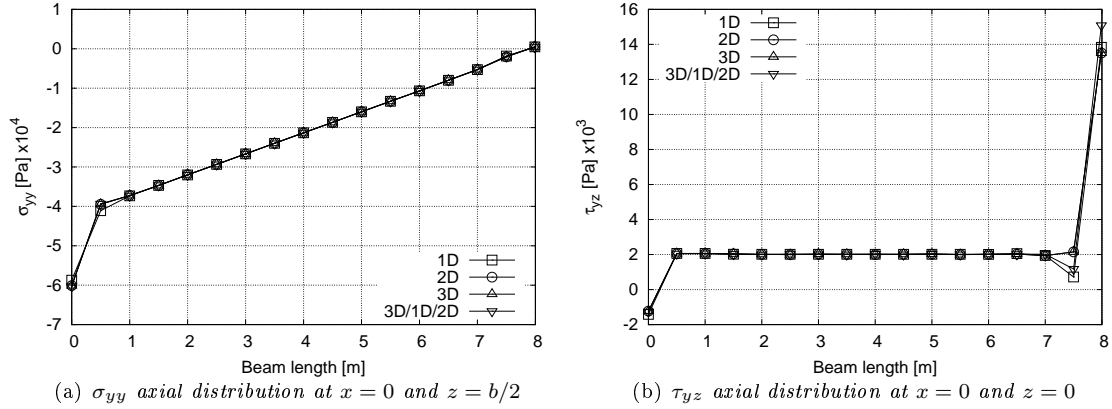 1
0
-1
-2
-3
-4
-5
-6
-7
σyy [Pa] x10^4
0 1 2 3 4 5 6 7 8
Beam length [m]
1D
2D
3D
3D/1D/2D
(a) σyy axial distribution at x = 0 and z = b/2
16
14
12
10
8
6
4
2
0
-2
τyz [Pa] x10^3
0 1 2 3 4 5 6 7 8
Beam length [m]
1D
2D
3D
3D/1D/2D
(b) τyz axial distribution at x = 0 and z = 0